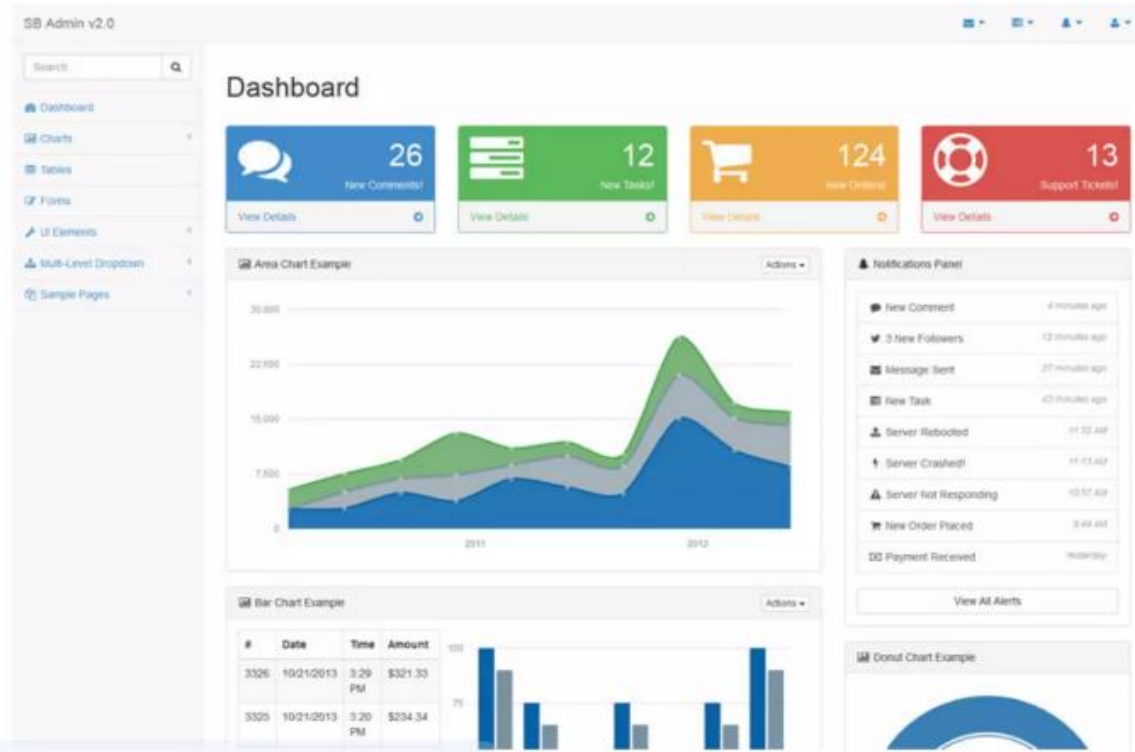 SB Admin v2.0
Search
Dashboard
Charts
Tables
Forms
UI Elements
Multi-Level Dropdown
Sample Pages
Dashboard
26
New Comments!
View Details
12
New Tasks!
View Details
124
New Orders!
View Details
13
Support Tickets!
View Details
Area Chart Example
Actions
30,000
22,500
15,000
7,500
0
2011
2012
Notifications Panel
New Comment 4 minutes ago
3 New Followers 12 minutes ago
Message Sent 27 minutes ago
New Task 43 minutes ago
Server Rebooted 11:32 AM
Server Crashed! 11:13 AM
Server Not Responding 10:57 AM
New Order Placed 9:49 AM
Payment Received Yesterday
View All Alerts
Bar Chart Example
Actions
# Date Time Amount
3326 10/21/2013 3:29 PM $321.33
3325 10/21/2013 3:20 PM $234.34
100
75
Donut Chart Example